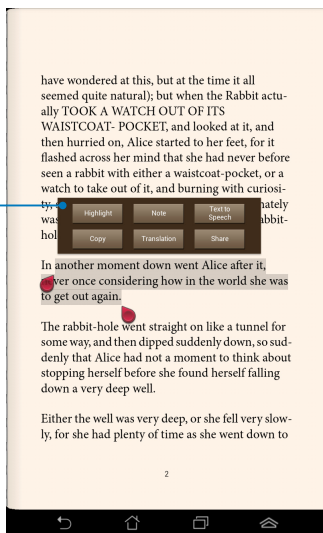 have wondered at this, but at the time it all
seemed quite natural); but when the Rabbit actu-
ally TOOK A WATCH OUT OF ITS
WAISTCOAT- POCKET, and looked at it, and
then hurried on, Alice started to her feet, for it
flashed across her mind that she had never before
seen a rabbit with either a waistcoat-pocket, or a
watch to take out of it, and burning with curiosi-
ty,
Highlight Note Text to Speech
Copy Translation Share
In another moment down went Alice after it,
once considering how in the world she was
to get out again.
The rabbit-hole went straight on like a tunnel for
some way, and then dipped suddenly down, so sud-
denly that Alice had not a moment to think about
stopping herself before she found herself falling
down a very deep well.
Either the well was very deep, or she fell very slow-
ly, for she had plenty of time as she went down to
2